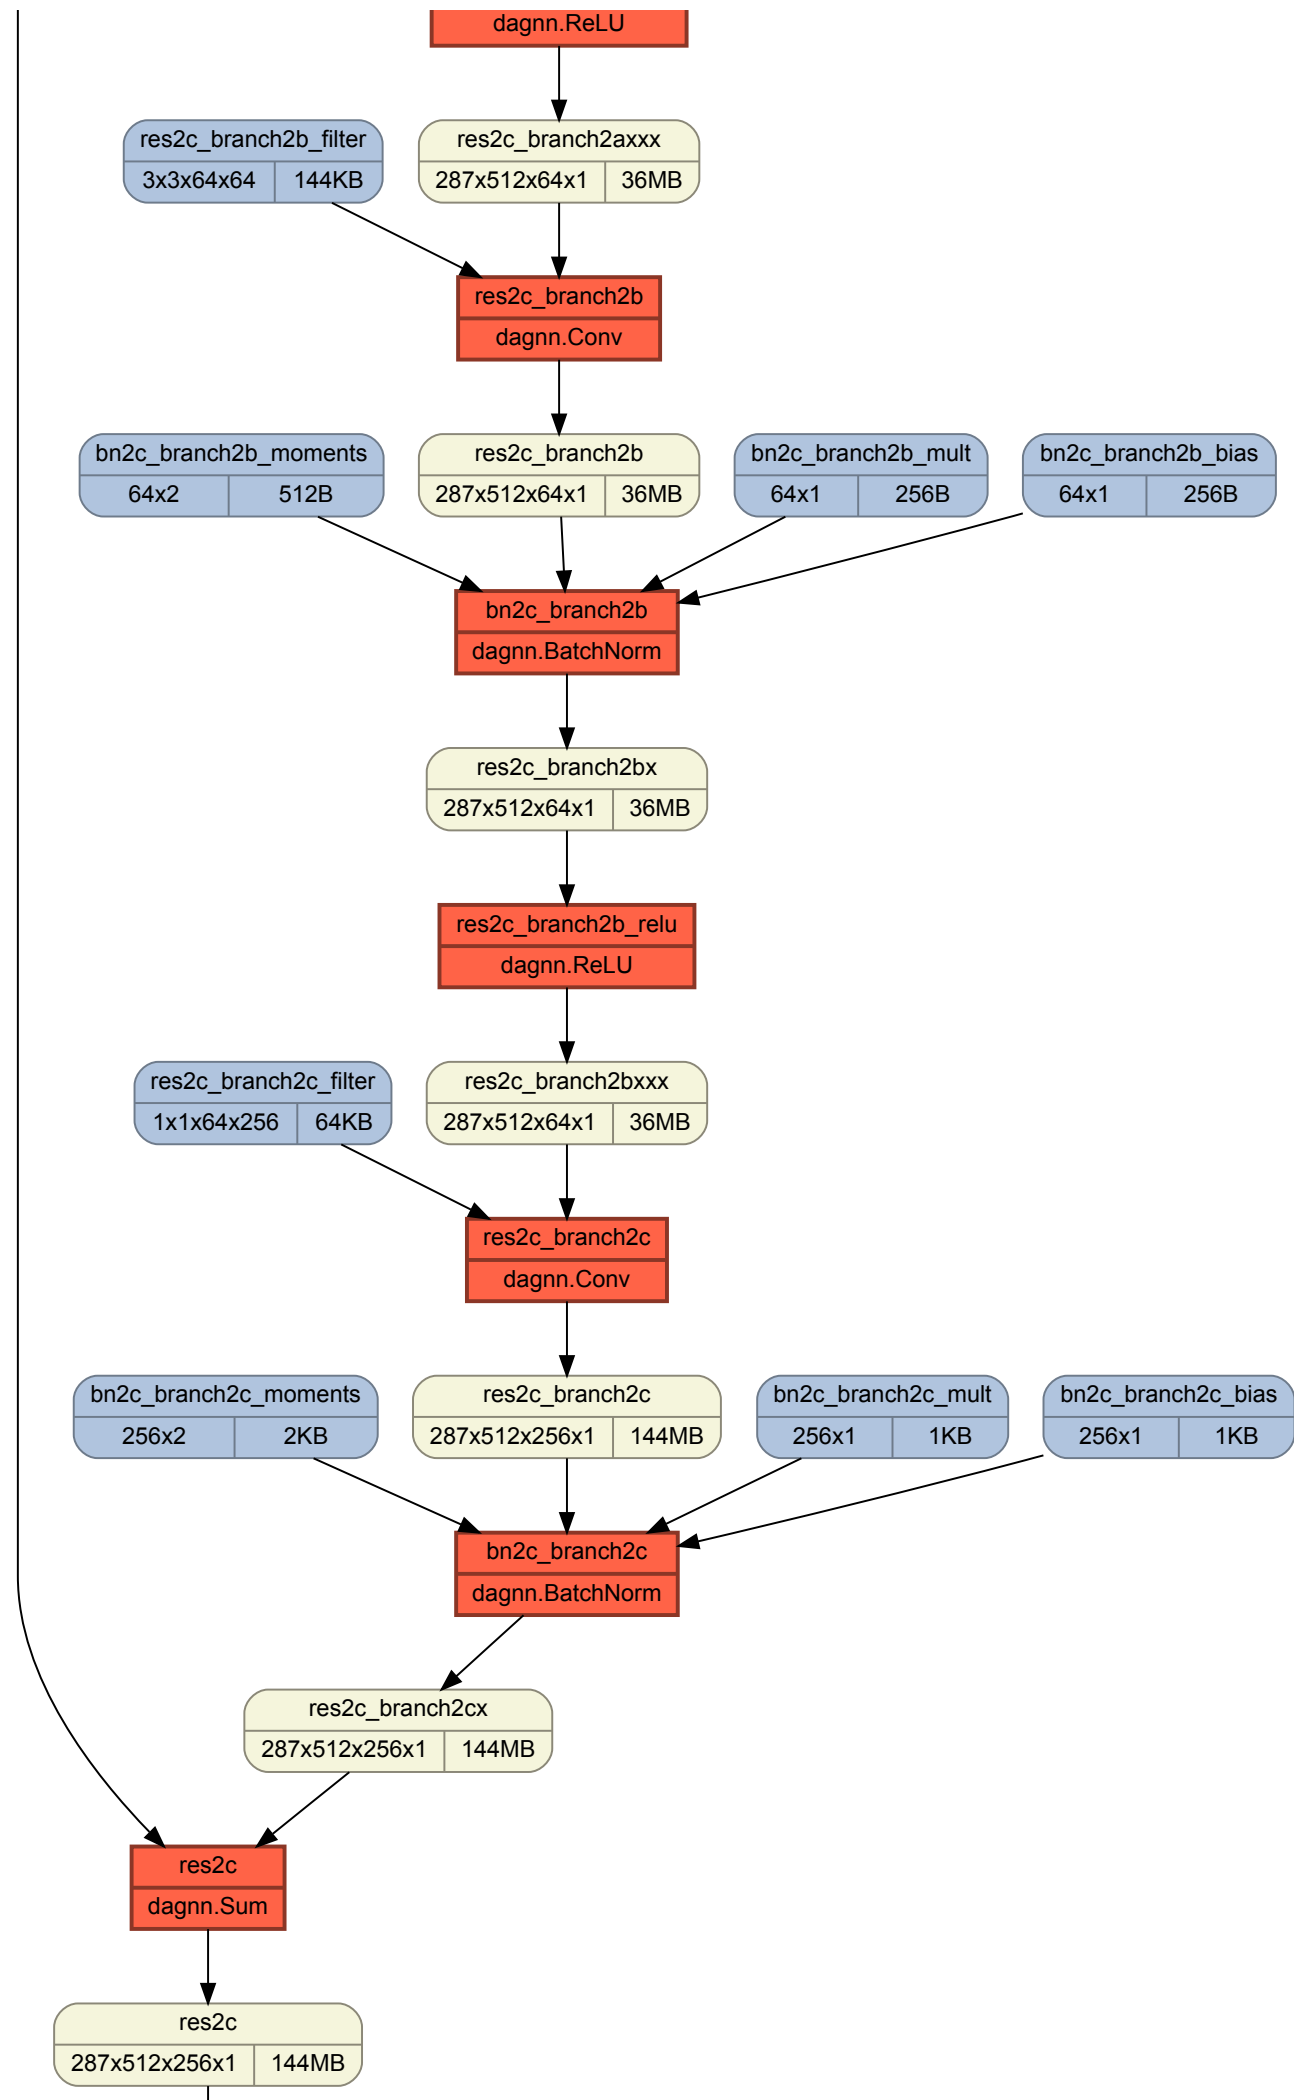 dagnn.ReLU
res2c_branch2b_filter
3x3x64x64 144KB
res2c_branch2axxx
287x512x64x1 36MB
res2c_branch2b
dagnn.Conv
bn2c_branch2b_moments
64x2 512B
res2c_branch2b
287x512x64x1 36MB
bn2c_branch2b_mult
64x1 256B
bn2c_branch2b_bias
64x1 256B
bn2c_branch2b
dagnn.BatchNorm
res2c_branch2bx
287x512x64x1 36MB
res2c_branch2b_relu
dagnn.ReLU
res2c_branch2c_filter
1x1x64x256 64KB
res2c_branch2bxxx
287x512x64x1 36MB
res2c_branch2c
dagnn.Conv
bn2c_branch2c_moments
256x2 2KB
res2c_branch2c
287x512x256x1 144MB
bn2c_branch2c_mult
256x1 1KB
bn2c_branch2c_bias
256x1 1KB
bn2c_branch2c
dagnn.BatchNorm
res2c_branch2cx
287x512x256x1 144MB
res2c
dagnn.Sum
res2c
287x512x256x1 144MB